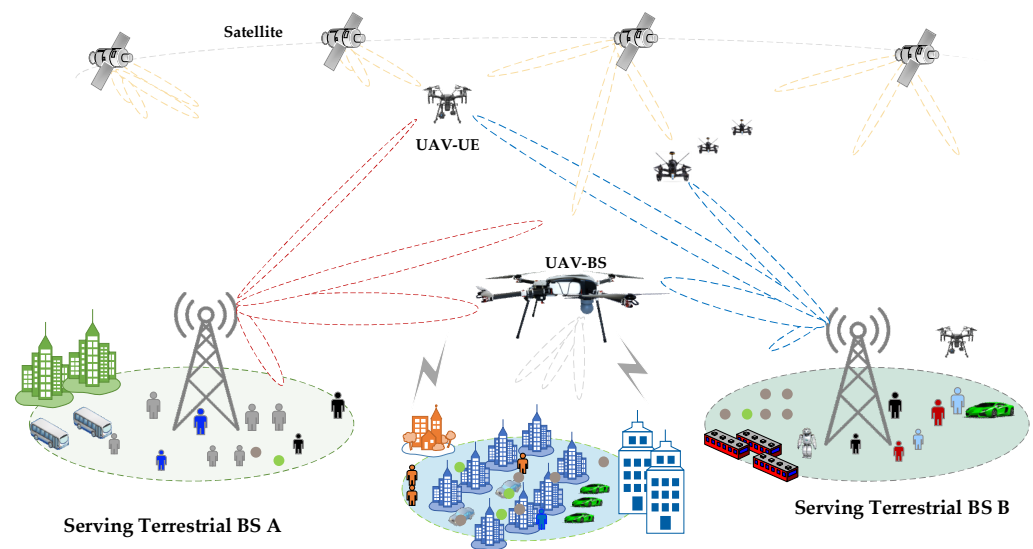 Satellite
UAV-UE
UAV-BS
Serving Terrestrial BS A
Serving Terrestrial BS B